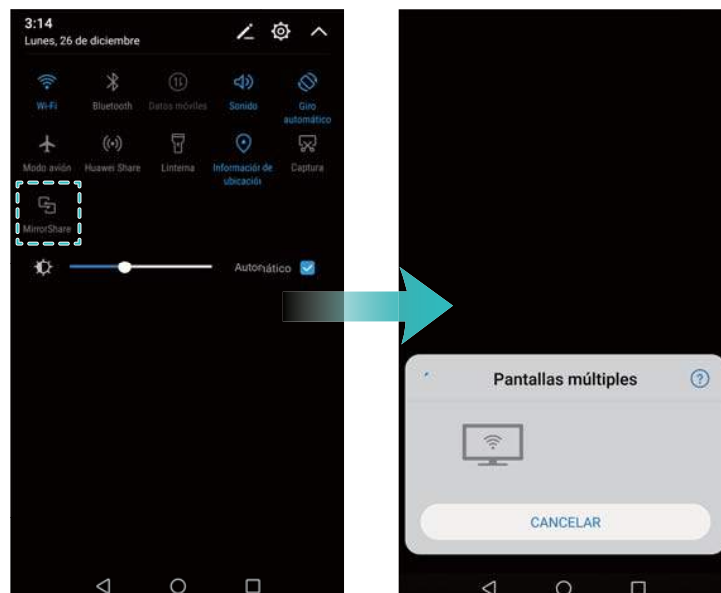 3:14
Lunes, 26 de diciembre
Wi-Fi
Bluetooth
Datos móviles
Sonido
Giro
automático
Modo avión
Huawei Share
Linterna
Información de
ubicación
Captura
MirrorShare
Automático
Pantallas múltiples
?
CANCELAR